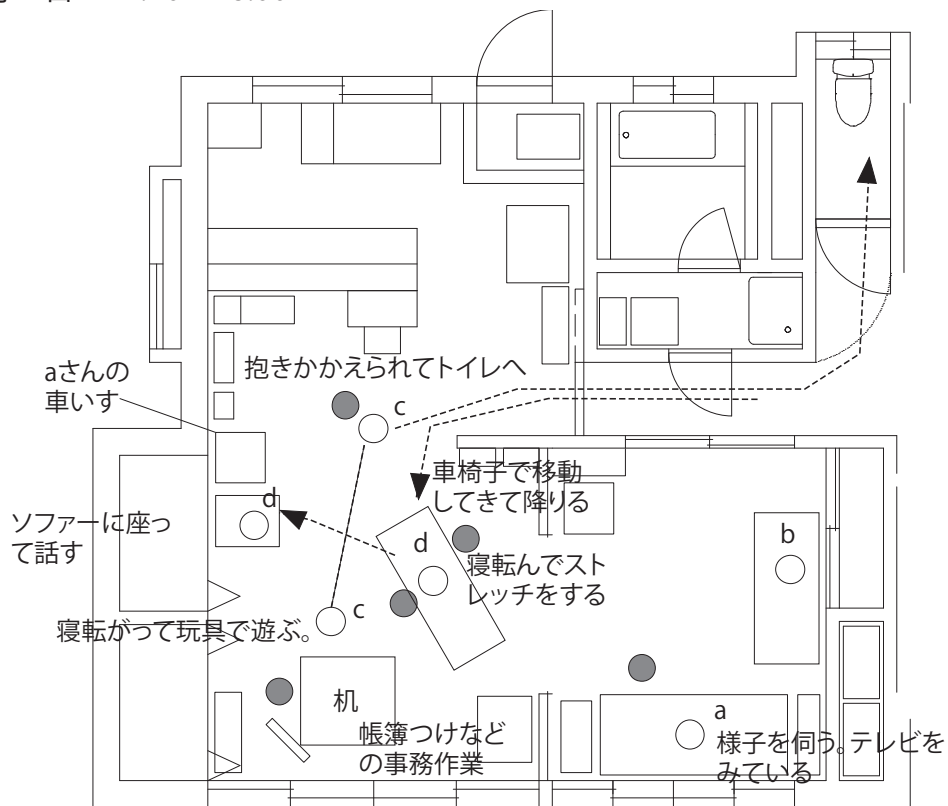 抱きかかえられてトイレへ
aさんの
車いす
c
車椅子で移動
してきて降りる
d
ソファーに座っ
て話す
d
寝転んでスト
レッチをする
b
c
寝転がって玩具で遊ぶ。
机
帳簿つけなど
の事務作業
a
様子を伺う。テレビを
みている